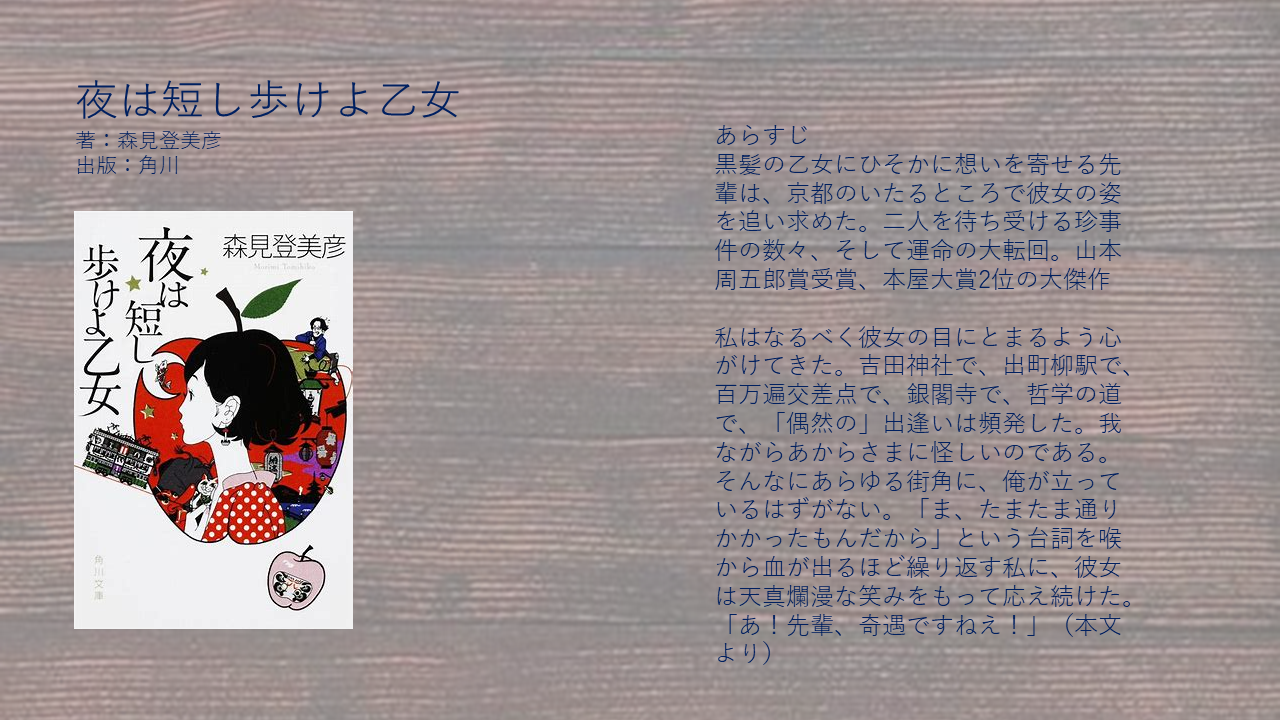 夜は短し歩けよ乙女
著：森見登美彦
出版：角川
夜は
短し
歩けよ
乙女
森見登美彦
Morimi Tomihiko
角川文庫
あらすじ
黒髪の乙女にひそかに想いを寄せる先
輩は、京都のいたるところで彼女の姿
を追い求めた。二人を待ち受ける珍事
件の数々、そして運命の大転回。山本
周五郎賞受賞、本屋大賞2位の大傑作
私はなるべく彼女の目にとまるよう心
がけてきた。吉田神社で、出町柳駅で、
百万遍交差点で、銀閣寺で、哲学の道
で、「偶然の」出逢いは頻発した。我
ながらあからさまに怪しいのである。
そんなにあらゆる街角に、俺が立って
いるはずがない。「ま、たまたま通り
かかったもんだから」という台詞を喉
から血が出るほど繰り返す私に、彼女
は天真爛漫な笑みをもって応え続けた。
「あ！先輩、奇遇ですねえ！」（本文
より）